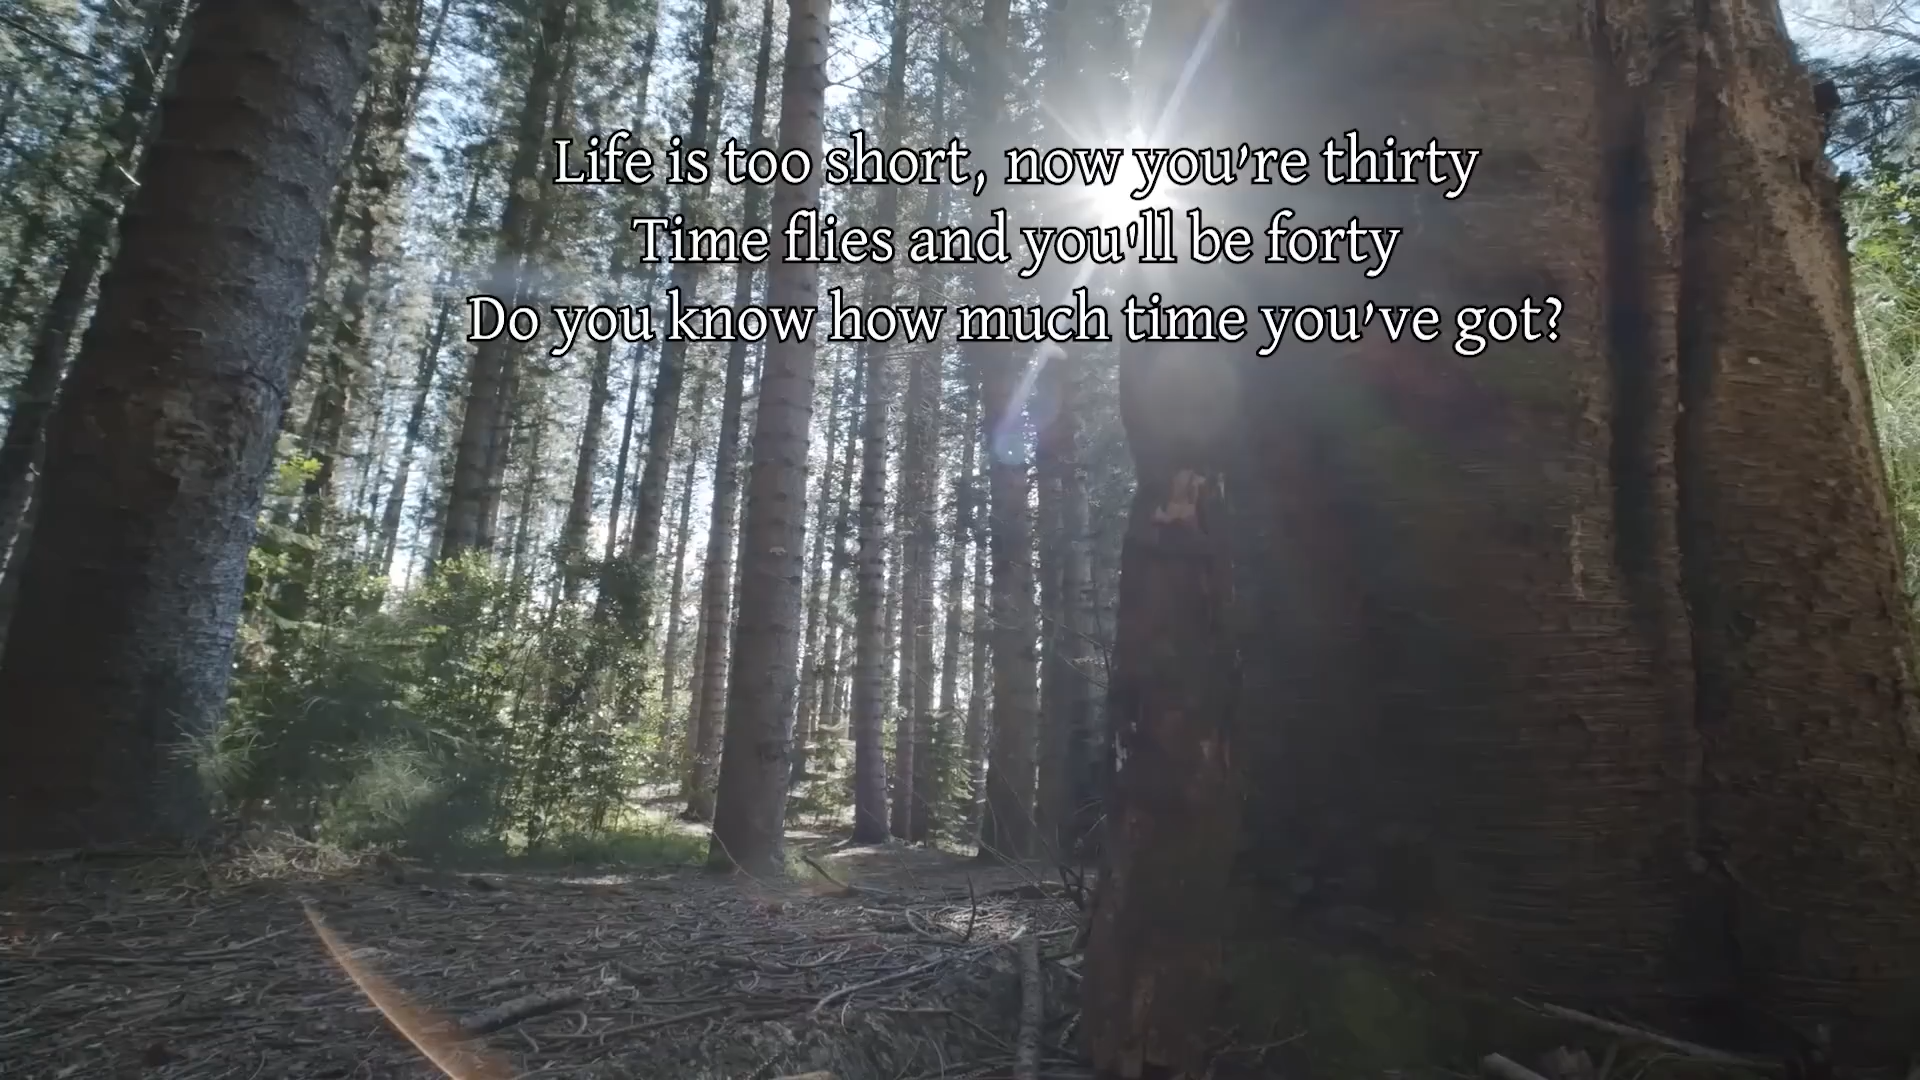 Life is too short, now you're thirty
Time flies and you'll be forty
Do you know how much time you've got?